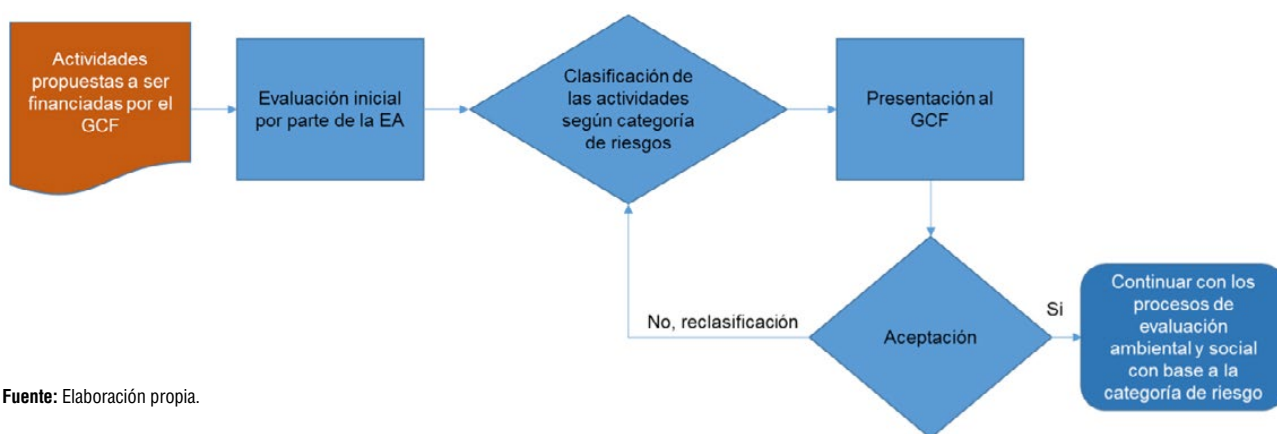 Actividades
propuestas a ser
financiadas por el
GCF
Evaluación inicial
por parte de la EA
Clasificación de
las actividades
según categoría
de riesgos
Presentación al
GCF
Aceptación
No, reclasificación
Si
Continuar con los
procesos de
evaluación
ambiental y social
con base a la
categoría de riesgo
Fuente: Elaboración propia.